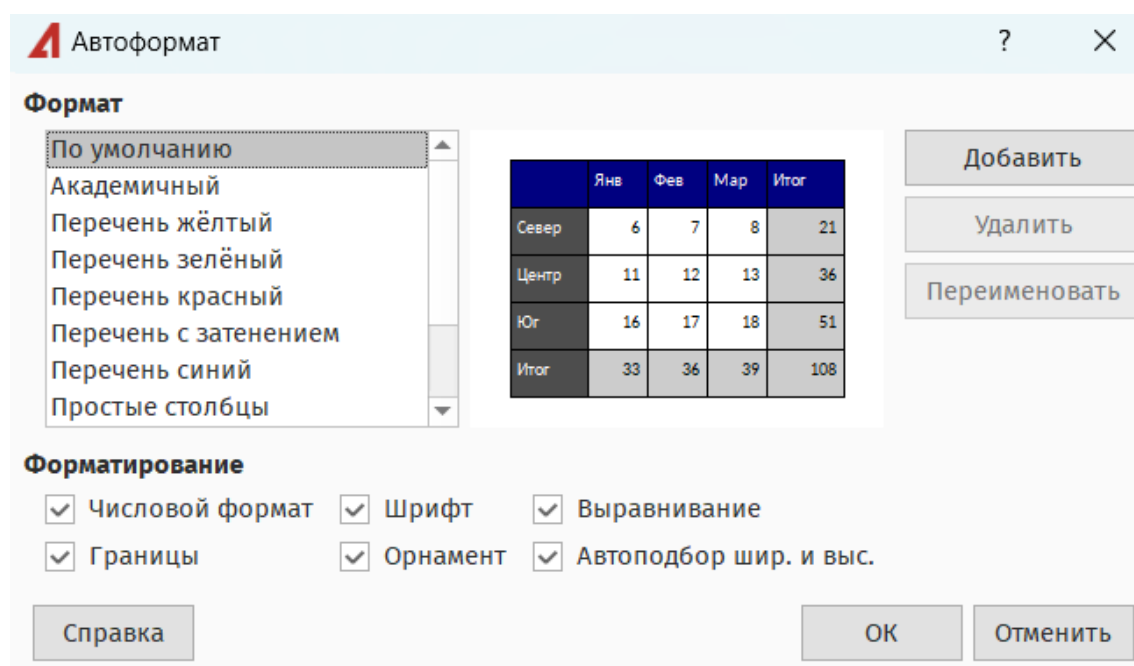 Автоформат ?
Формат
По умолчанию
Академичный
Перечень жёлтый
Перечень зелёный
Перечень красный
Перечень с затенением
Перечень синий
Простые столбцы
Янв Фев Мар Итог
Север 6 7 8 21
Центр 11 12 13 36
Юг 16 17 18 51
Итог 33 36 39 108
Добавить
Удалить
Переименовать
Форматирование
Числовой формат Шрифт Выравнивание
Границы Орнамент Автоподбор шир. и выс.
Справка ОК Отменить